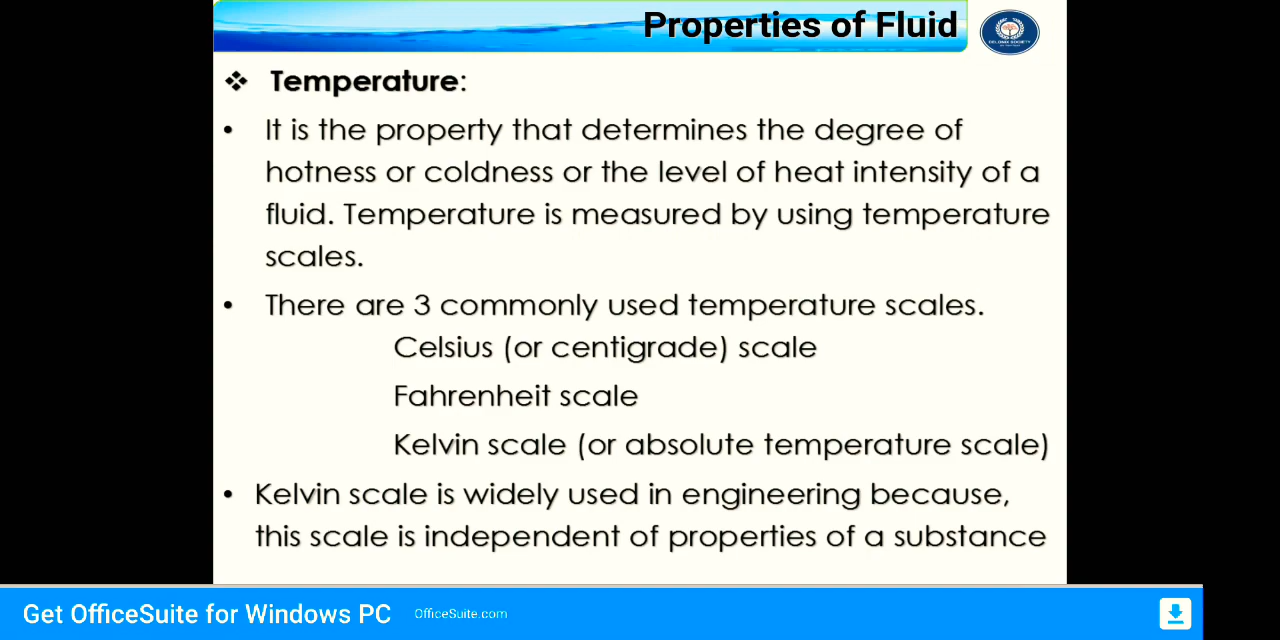 Properties of Fluid
❖ Temperature:
• It is the property that determines the degree of
hotness or coldness or the level of heat intensity of a
fluid. Temperature is measured by using temperature
scales.
• There are 3 commonly used temperature scales.
Celsius (or centigrade) scale
Fahrenheit scale
Kelvin scale (or absolute temperature scale)
• Kelvin scale is widely used in engineering because,
this scale is independent of properties of a substance
Get OfficeSuite for Windows PC OfficeSuite.com